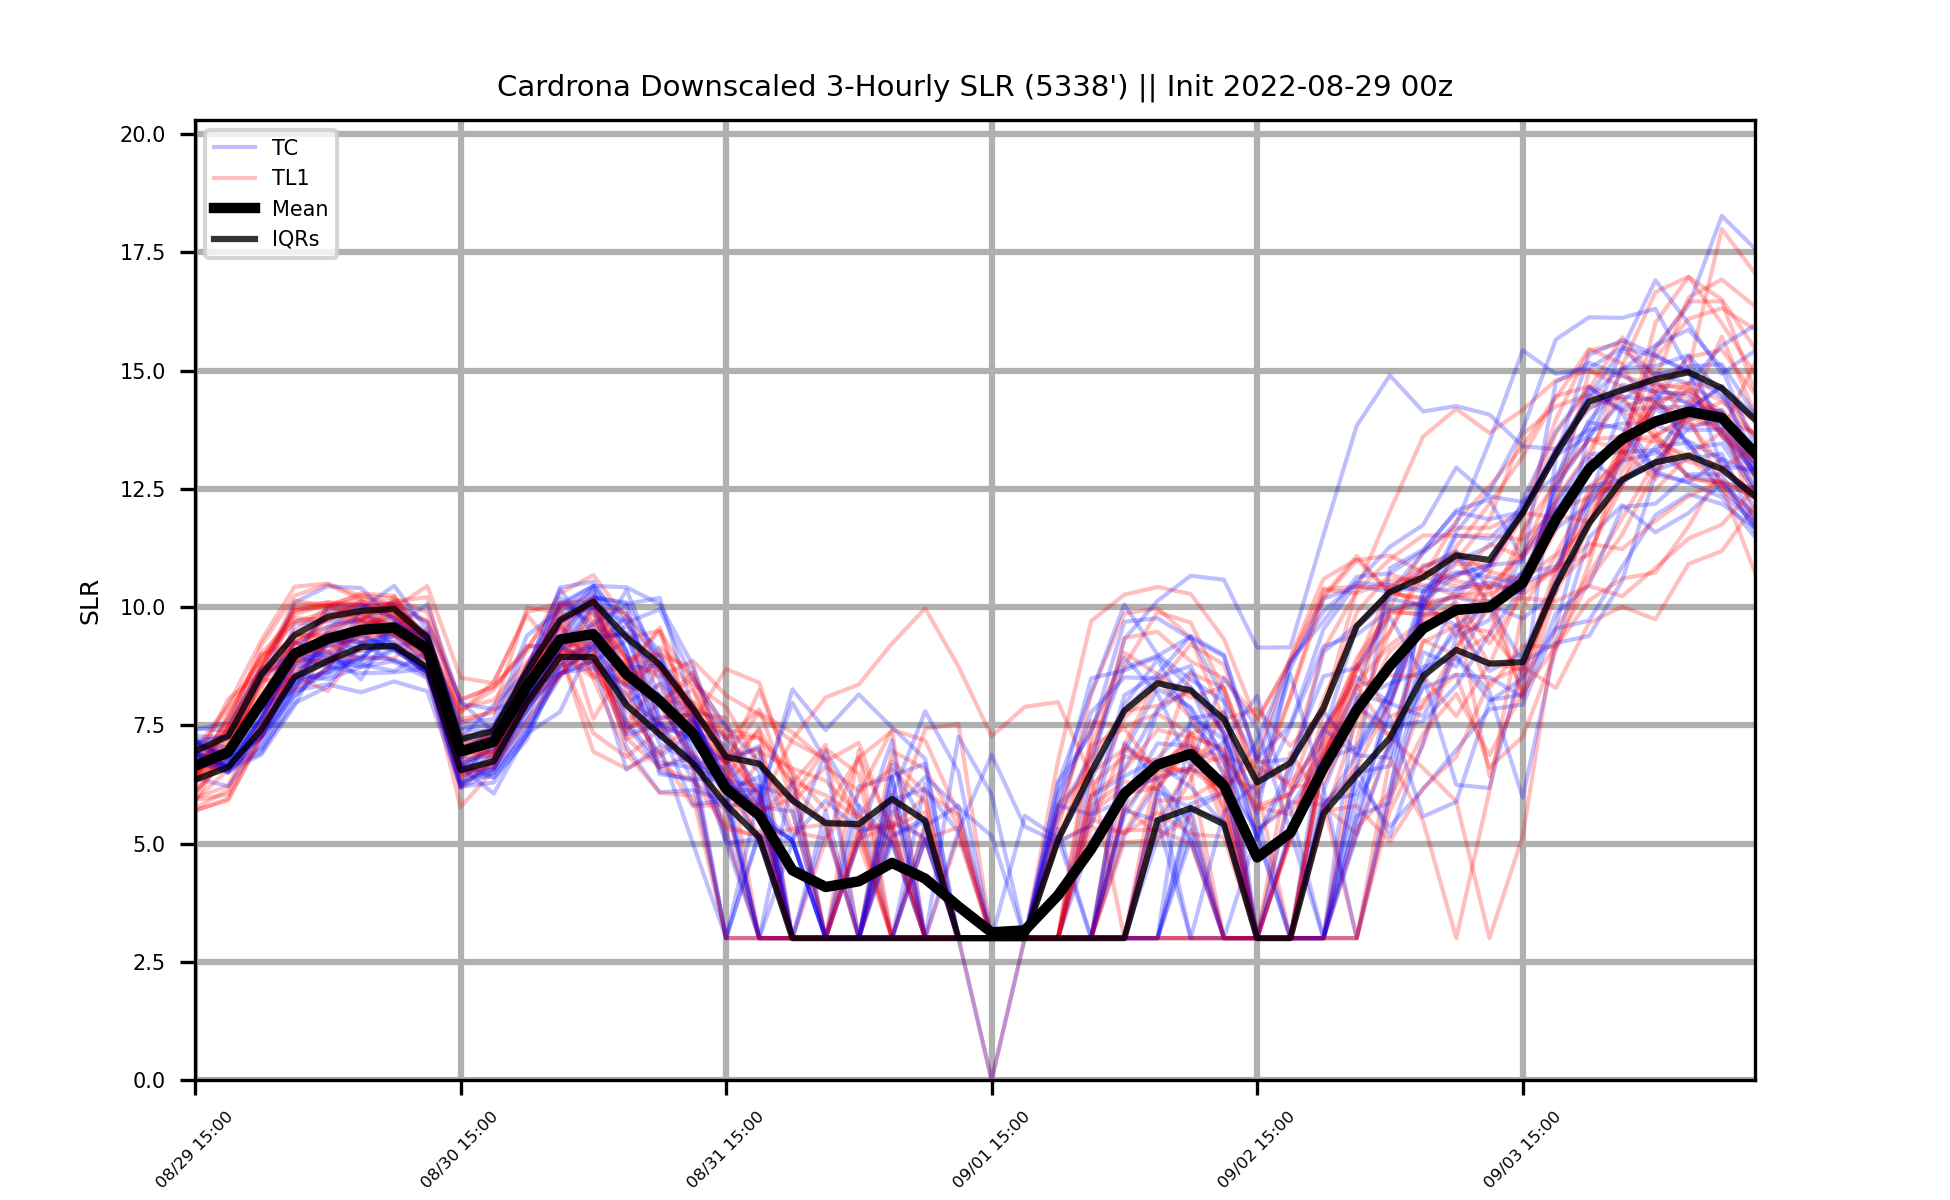 Cardrona Downscaled 3-Hourly SLR (5338') || Init 2022-08-29 00z
TC
TL1
Mean
IQRs
SLR
20.0
17.5
15.0
12.5
10.0
7.5
5.0
2.5
0.0
08/29 15:00
08/30 15:00
08/31 15:00
09/01 15:00
09/02 15:00
09/03 15:00